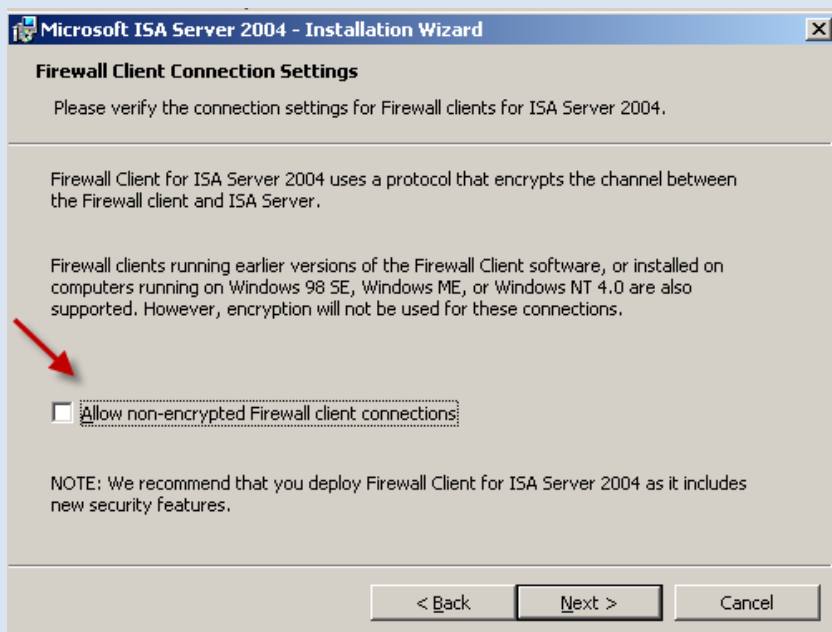 Microsoft ISA Server 2004 - Installation Wizard
Firewall Client Connection Settings
Please verify the connection settings for Firewall clients for ISA Server 2004.
Firewall Client for ISA Server 2004 uses a protocol that encrypts the channel between
the Firewall client and ISA Server.
Firewall clients running earlier versions of the Firewall Client software, or installed on
computers running on Windows 98 SE, Windows ME, or Windows NT 4.0 are also
supported. However, encryption will not be used for these connections.
Allow non-encrypted Firewall client connections
NOTE: We recommend that you deploy Firewall Client for ISA Server 2004 as it includes
new security features.
< Back
Next >
Cancel